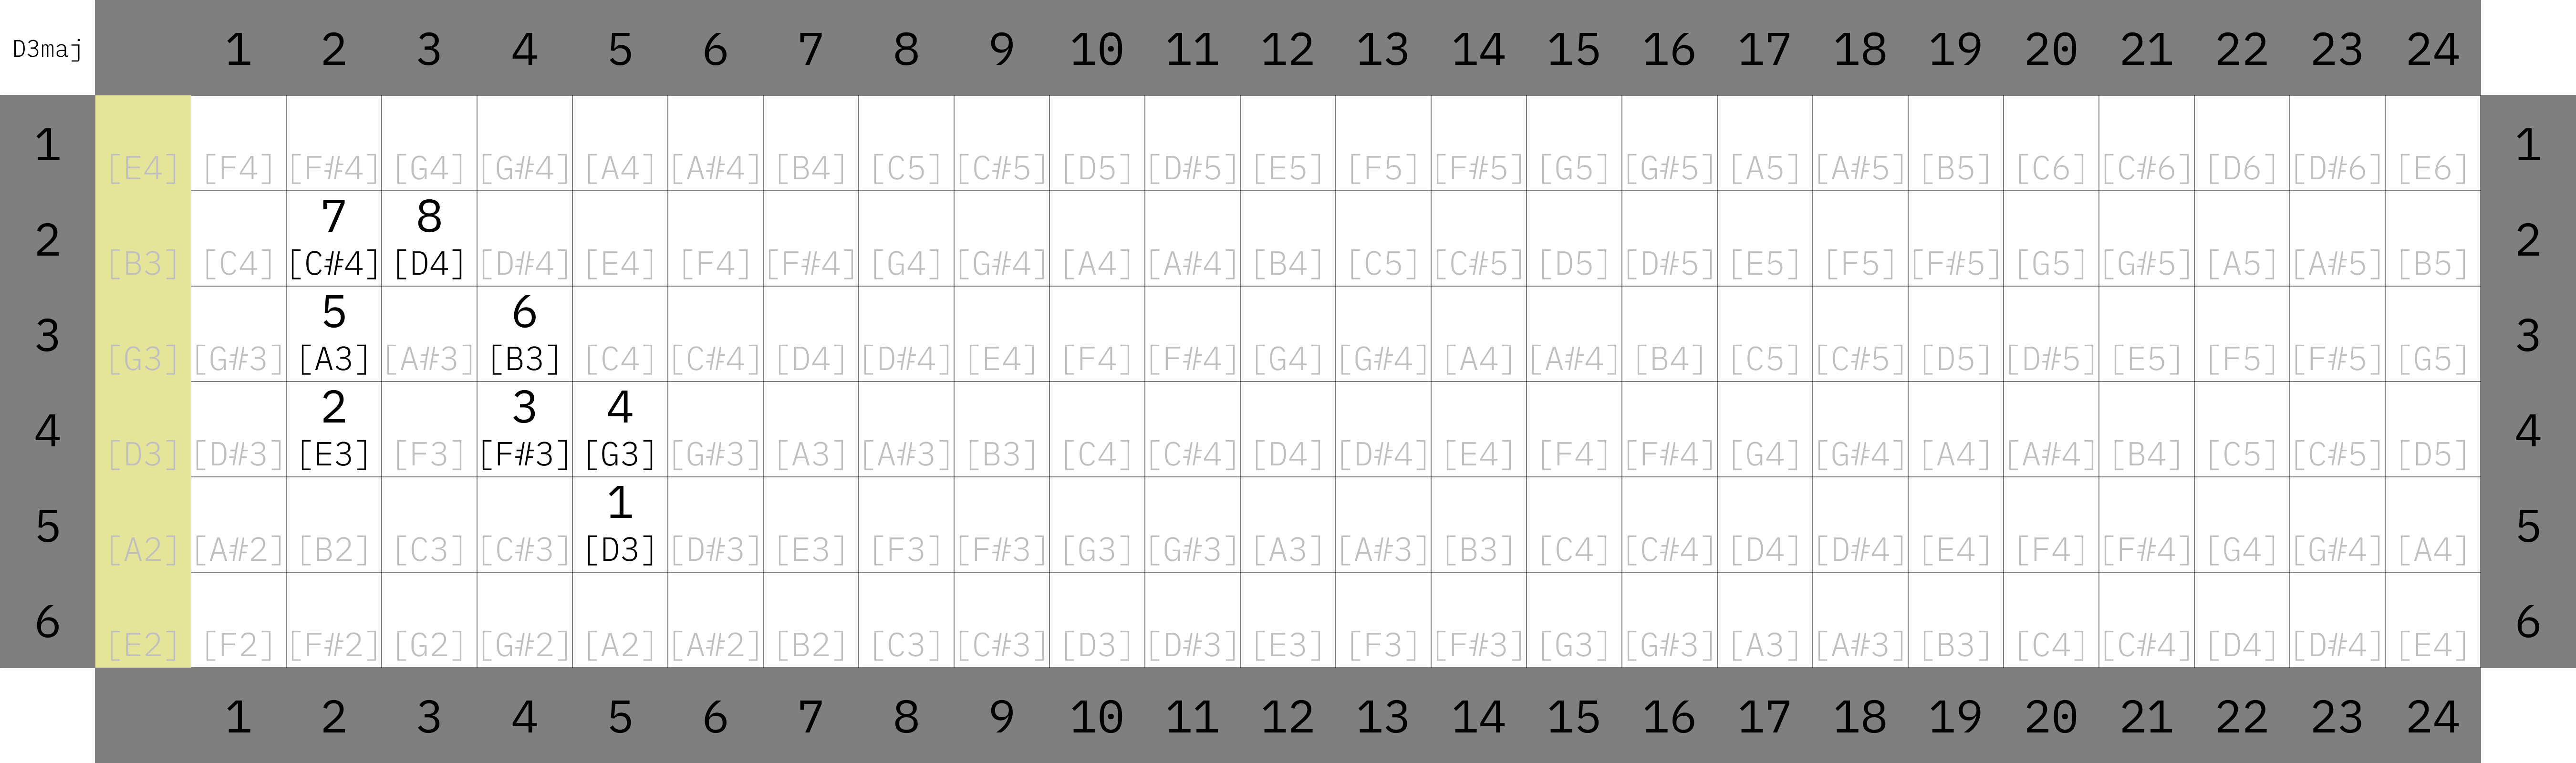 D3maj 1 2 3 4 5 6 7 8 9 10 11 12 13 14 15 16 17 18 19 20 21 22 23 24
1 [E4] [F4] [F#4] [G4] [G#4] [A4] [A#4] [B4] [C5] [C#5] [D5] [D#5] [E5] [F5] [F#5] [G5] [G#5] [A5] [A#5] [B5] [C6] [C#6] [D6] [D#6] [E6] 1
7 8
2 [B3] [C4] [C#4] [D4] [D#4] [E4] [F4] [F#4] [G4] [G#4] [A4] [A#4] [B4] [C5] [C#5] [D5] [D#5] [E5] [F5] [F#5] [G5] [G#5] [A5] [A#5] [B5] 2
5 6
3 [G3] [G#3] [A3] [A#3] [B3] [C4] [C#4] [D4] [D#4] [E4] [F4] [F#4] [G4] [G#4] [A4] [A#4] [B4] [C5] [C#5] [D5] [D#5] [E5] [F5] [F#5] [G5] 3
2 3 4
4 [D3] [D#3] [E3] [F3] [F#3] [G3] [G#3] [A3] [A#3] [B3] [C4] [C#4] [D4] [D#4] [E4] [F4] [F#4] [G4] [G#4] [A4] [A#4] [B4] [C5] [C#5] [D5] 4
1
5 [A2] [A#2] [B2] [C3] [C#3] [D3] [D#3] [E3] [F3] [F#3] [G3] [G#3] [A3] [A#3] [B3] [C4] [C#4] [D4] [D#4] [E4] [F4] [F#4] [G4] [G#4] [A4] 5
6 [E2] [F2] [F#2] [G2] [G#2] [A2] [A#2] [B2] [C3] [C#3] [D3] [D#3] [E3] [F3] [F#3] [G3] [G#3] [A3] [A#3] [B3] [C4] [C#4] [D4] [D#4] [E4] 6
1 2 3 4 5 6 7 8 9 10 11 12 13 14 15 16 17 18 19 20 21 22 23 24